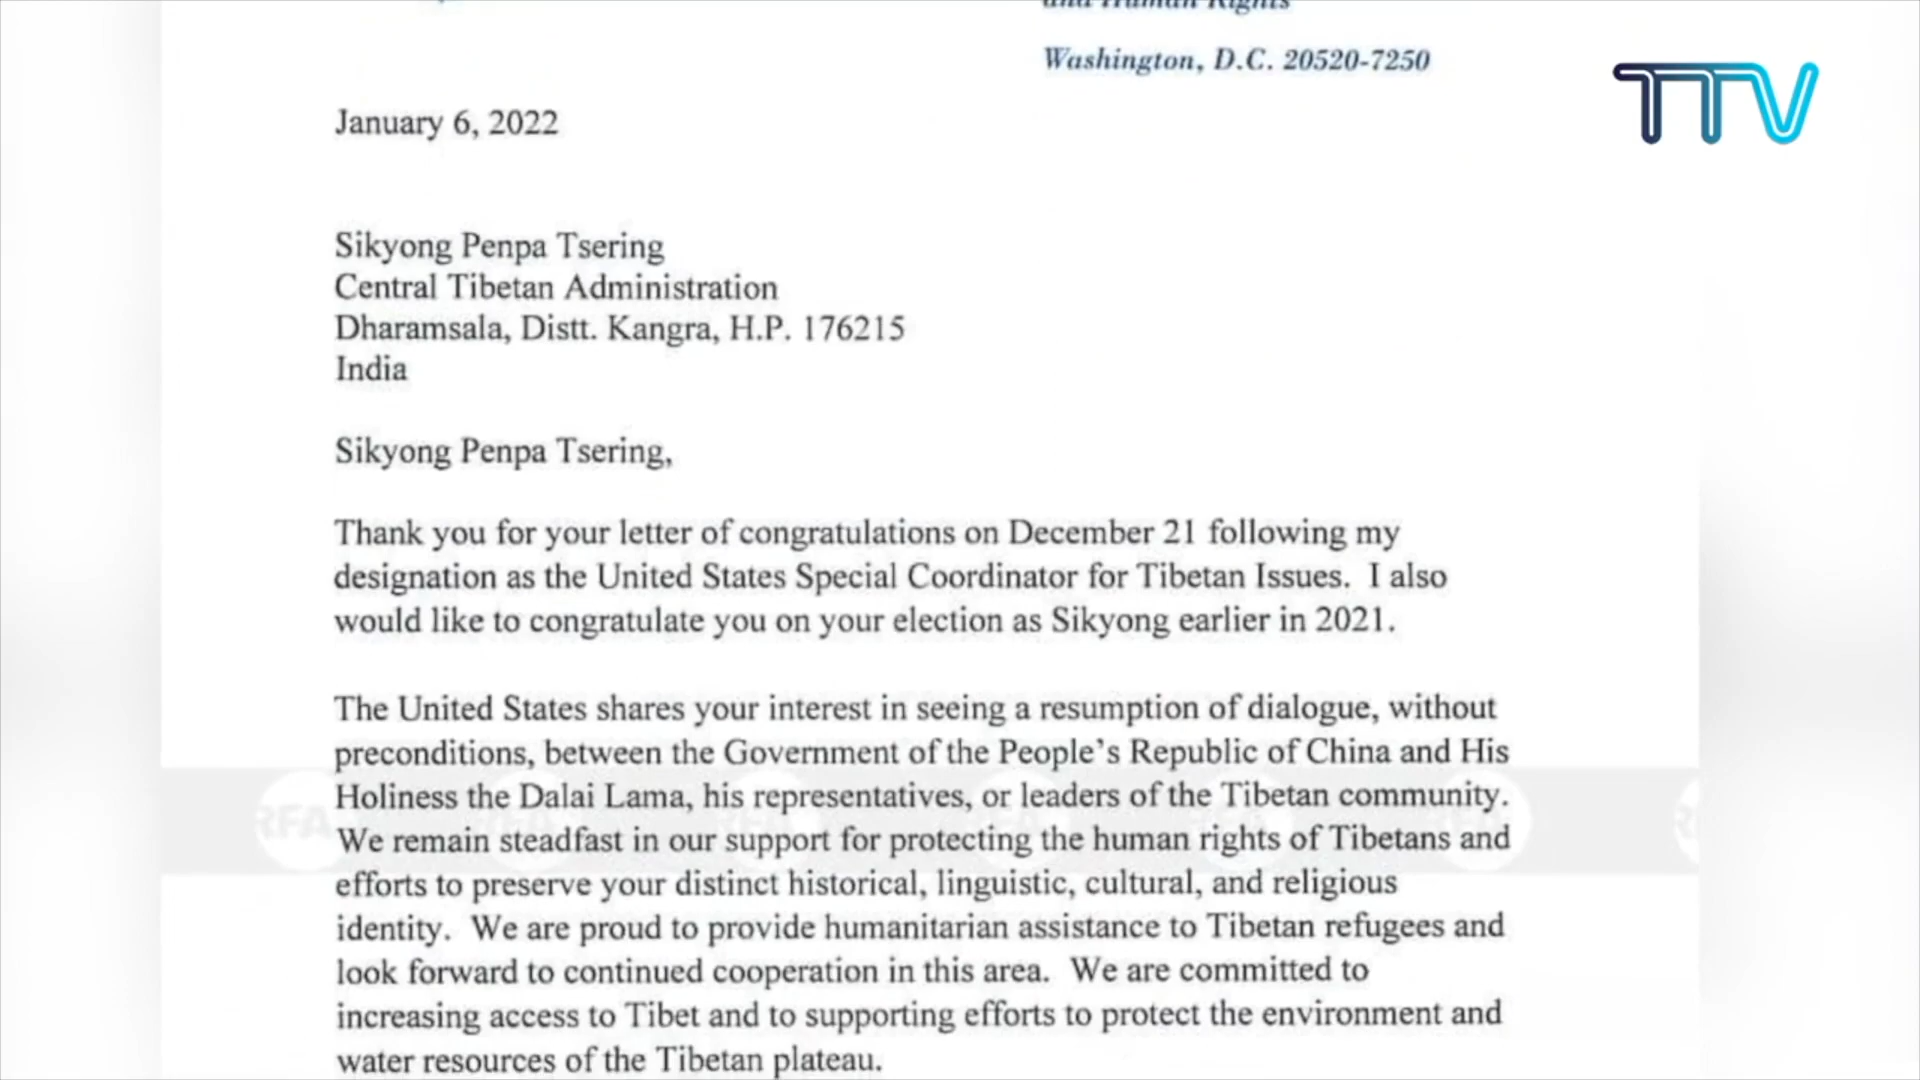 and Human Rights
Washington, D.C. 20520-7250
TTV
January 6, 2022
Sikyong Penpa Tsering
Central Tibetan Administration
Dharamsala, Distt. Kangra, H.P. 176215
India
Sikyong Penpa Tsering,
Thank you for your letter of congratulations on December 21 following my
designation as the United States Special Coordinator for Tibetan Issues.  I also
would like to congratulate you on your election as Sikyong earlier in 2021.
The United States shares your interest in seeing a resumption of dialogue, without
preconditions, between the Government of the People’s Republic of China and His
Holiness the Dalai Lama, his representatives, or leaders of the Tibetan community.
RFA
We remain steadfast in our support for protecting the human rights of Tibetans and
efforts to preserve your distinct historical, linguistic, cultural, and religious
identity.  We are proud to provide humanitarian assistance to Tibetan refugees and
look forward to continued cooperation in this area.  We are committed to
increasing access to Tibet and to supporting efforts to protect the environment and
water resources of the Tibetan plateau.